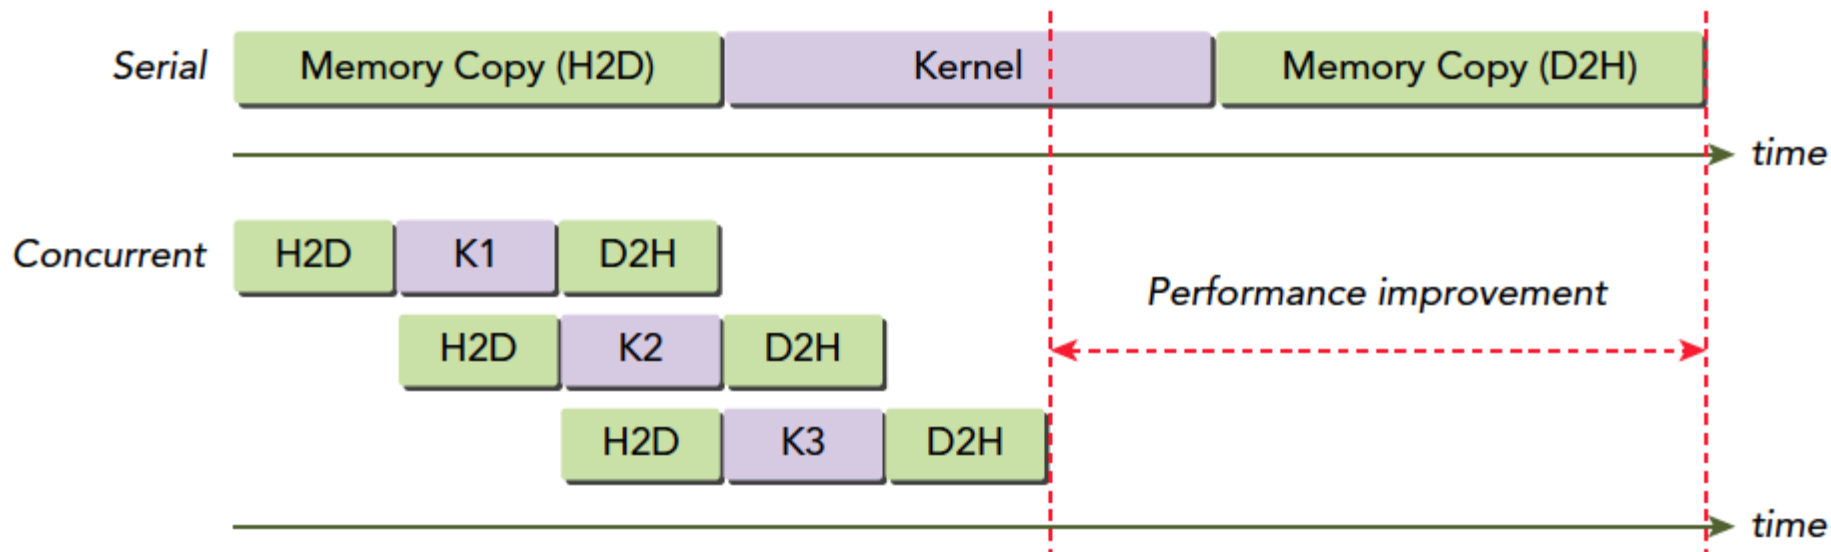 Serial Memory Copy (H2D) Kernel Memory Copy (D2H)
time
Concurrent H2D K1 D2H
Performance improvement
H2D K2 D2H
H2D K3 D2H
time